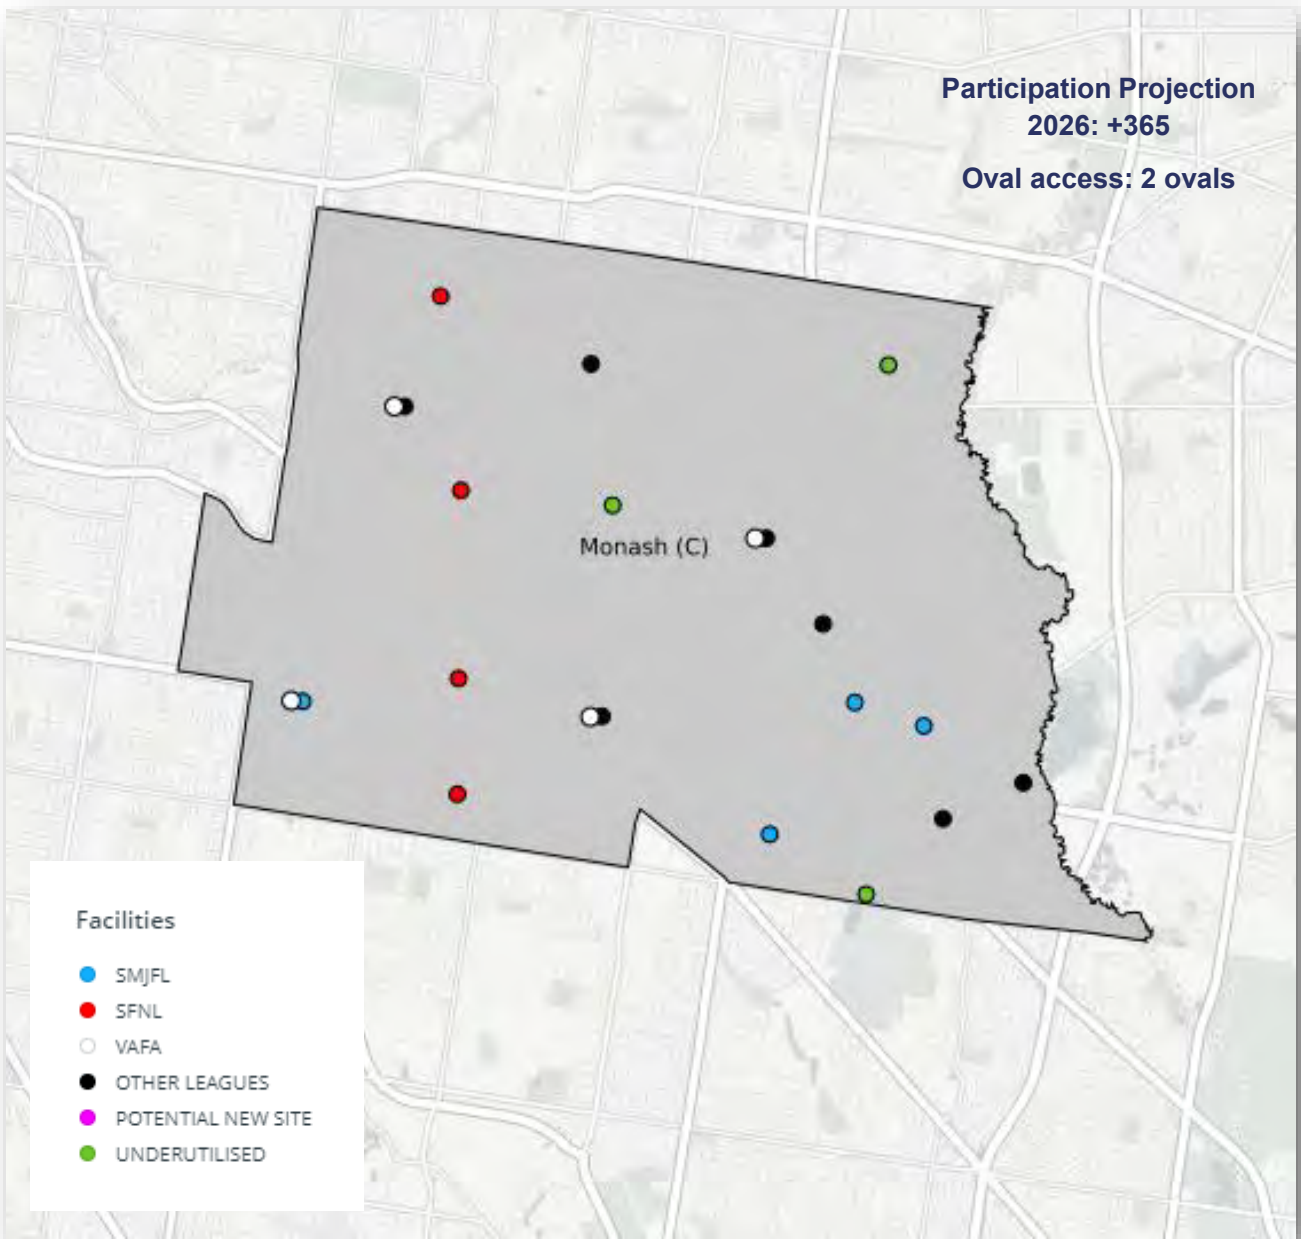 Participation Projection
2026: +365
Oval access: 2 ovals
Monash (C)
Facilities
SMJFL
SFNL
VAFA
OTHER LEAGUES
POTENTIAL NEW SITE
UNDERUTILISED